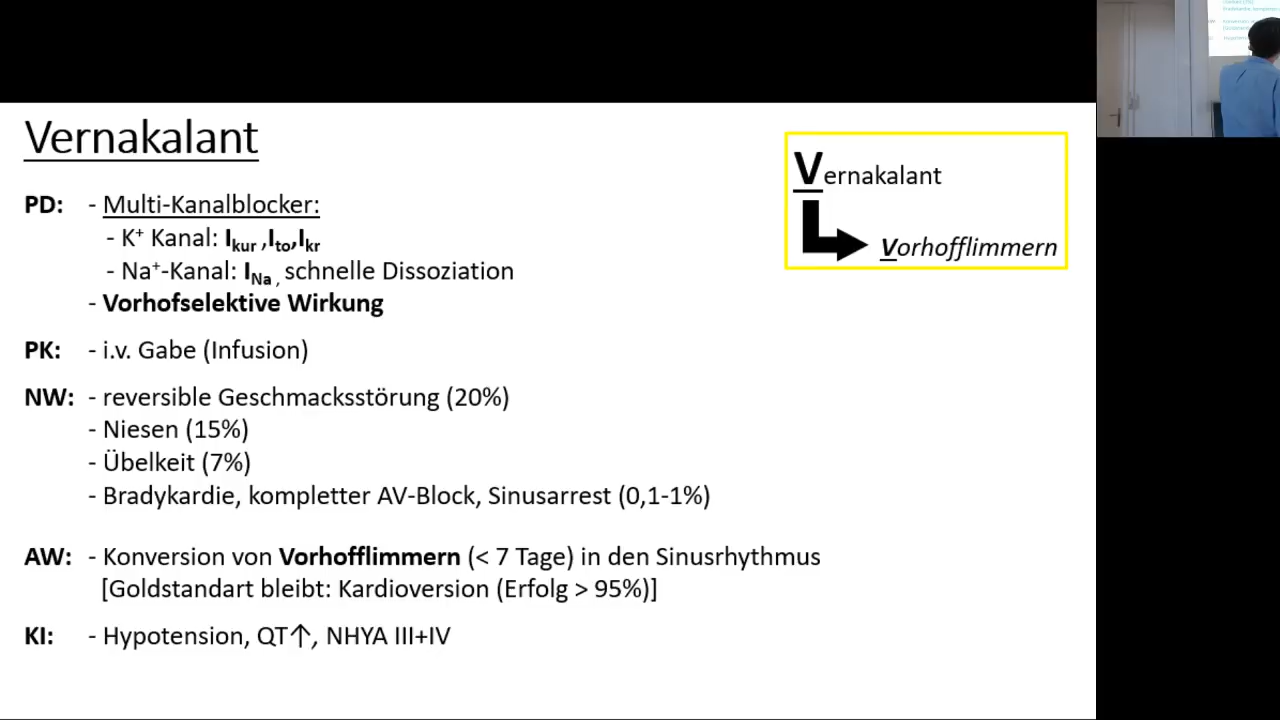 Vernakalant
PD: - Multi-Kanalblocker:
- K⁺ Kanal: Ikur ,Ito,Ikr
- Na⁺-Kanal: INa , schnelle Dissoziation
- Vorhofselektive Wirkung
PK: - i.v. Gabe (Infusion)
NW: - reversible Geschmacksstörung (20%)
- Niesen (15%)
- Übelkeit (7%)
- Bradykardie, kompletter AV-Block, Sinusarrest (0,1-1%)
AW: - Konversion von Vorhofflimmern (< 7 Tage) in den Sinusrhythmus
[Goldstandart bleibt: Kardioversion (Erfolg > 95%)]
KI: - Hypotension, QT↑, NHYA III+IV
Vernakalant
Vorhofflimmern